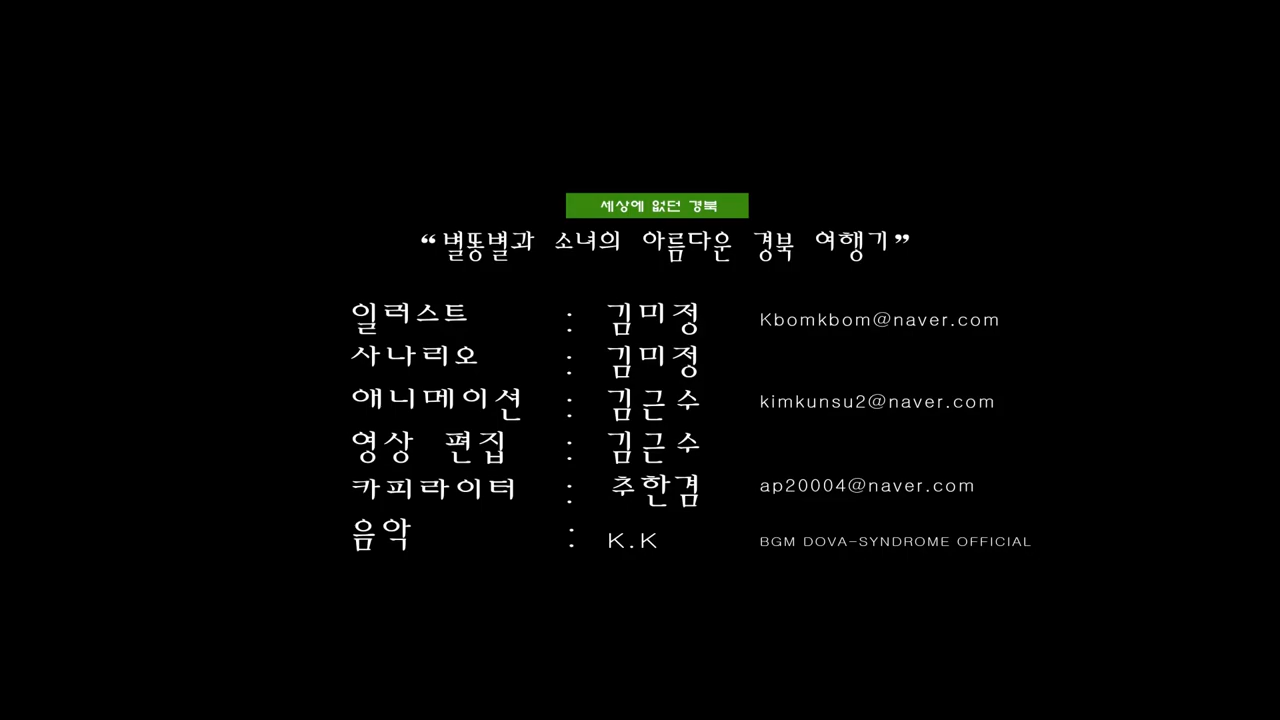 세상에 없던 경북
“별똥별과 소녀의 아름다운 경북 여행기”
일러스트 : 김미정 Kbomkbom@naver.com
사나리오 : 김미정
애니메이션 : 김근수 kimkunsu2@naver.com
영상 편집 : 김근수
카피라이터 : 추한겸 ap20004@naver.com
음악 : K.K BGM DOVA-SYNDROME OFFICIAL